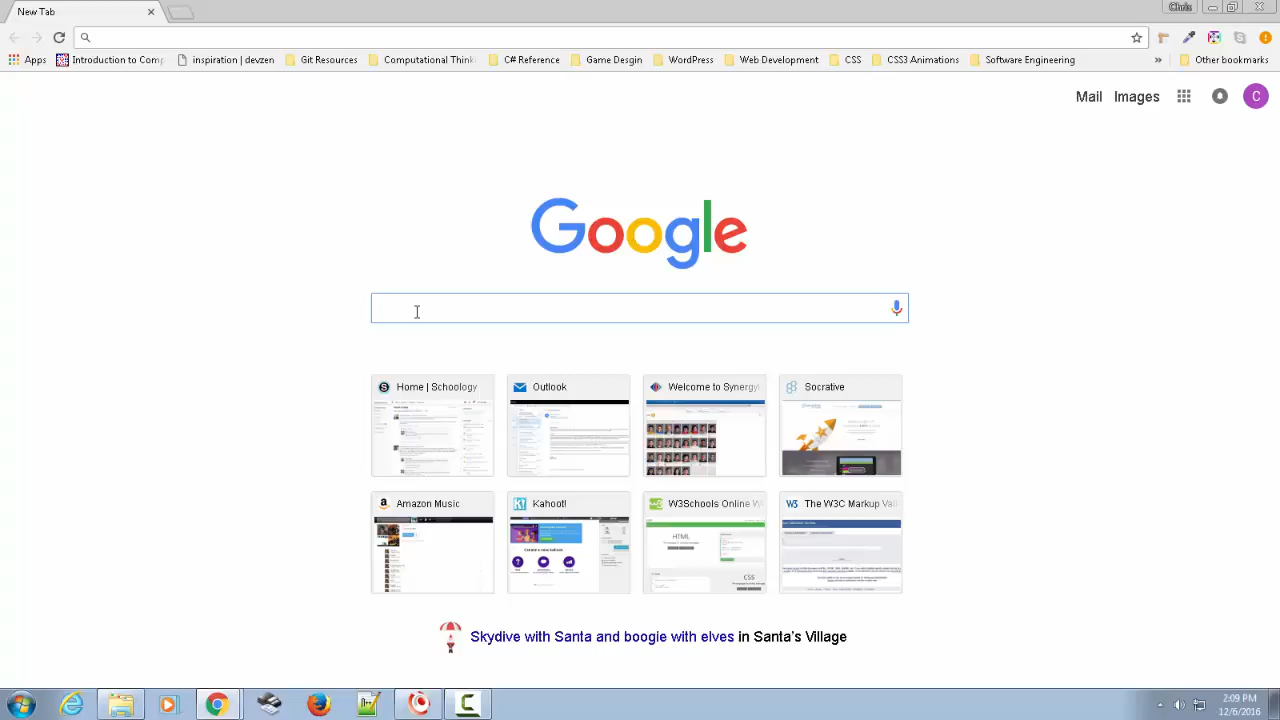 New Tab
Chris
Apps Introduction to Comp inspiration | devzen Git Resources Computational Think C# Reference Game Desgin WordPress Web Development CSS CSS3 Animations Software Engineering » Other bookmarks
Mail Images C
Google
Home | Schoology Outlook Welcome to Synergy Socrative
Amazon Music Kahoot! W3Schools Online W The W3C Markup Vali
HTML
CSS
Skydive with Santa and boogie with elves in Santa's Village
2:09 PM
12/6/2016